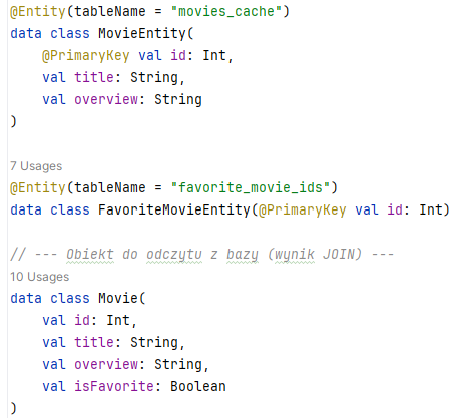 @Entity(tableName = "movies_cache")
data class MovieEntity(
    @PrimaryKey val id: Int,
    val title: String,
    val overview: String
)
7 Usages
@Entity(tableName = "favorite_movie_ids")
data class FavoriteMovieEntity(@PrimaryKey val id: Int)
// --- Obiekt do odczytu z bazy (wynik JOIN) ---
10 Usages
data class Movie(
    val id: Int,
    val title: String,
    val overview: String,
    val isFavorite: Boolean
)